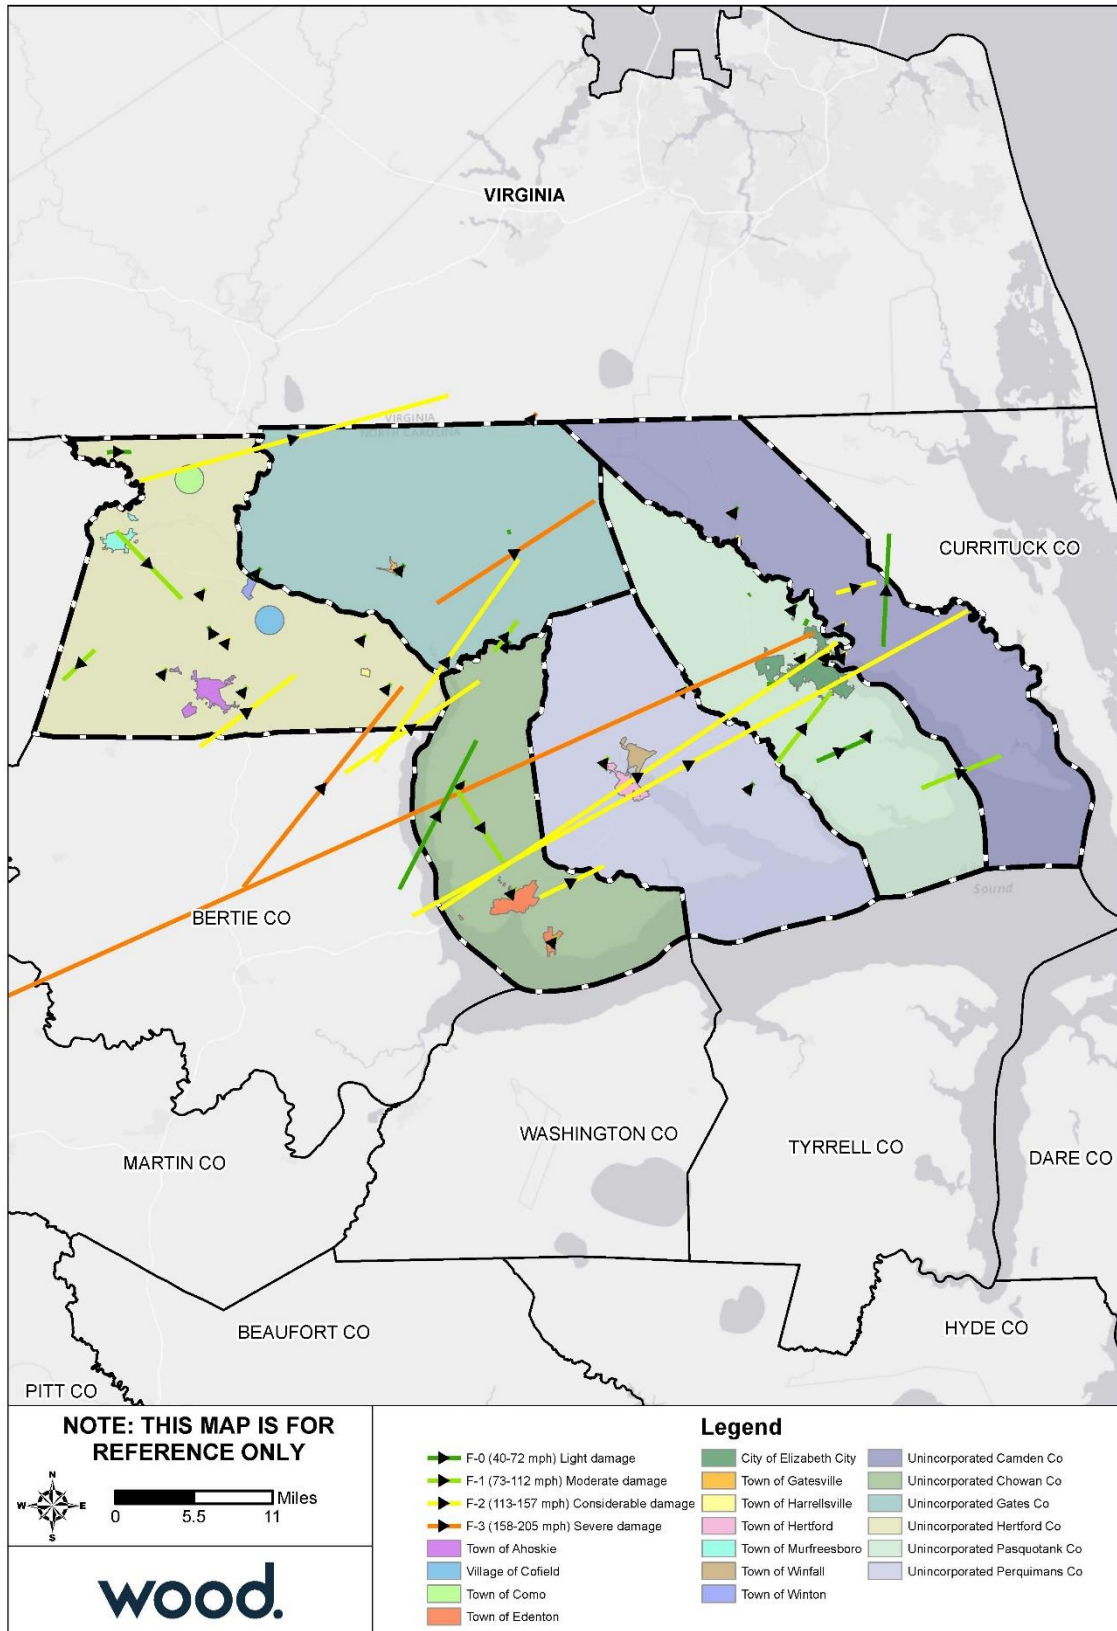 VIRGINIA
VIRGINIA
NORTH CAROLINA
CURRITUCK CO
BERTIE CO
Sound
WASHINGTON CO
MARTIN CO
TYRRELL CO
DARE CO
BEAUFORT CO
HYDE CO
PITT CO
NOTE: THIS MAP IS FOR
REFERENCE ONLY
N
W E
S
Miles
0 5.5 11
wood.
Legend
F-0 (40-72 mph) Light damage
F-1 (73-112 mph) Moderate damage
F-2 (113-157 mph) Considerable damage
F-3 (158-205 mph) Severe damage
Town of Ahoskie
Village of Cofield
Town of Como
Town of Edenton
City of Elizabeth City
Town of Gatesville
Town of Harrellsville
Town of Hertford
Town of Murfreesboro
Town of Winfall
Town of Winton
Unincorporated Camden Co
Unincorporated Chowan Co
Unincorporated Gates Co
Unincorporated Hertford Co
Unincorporated Pasquotank Co
Unincorporated Perquimans Co